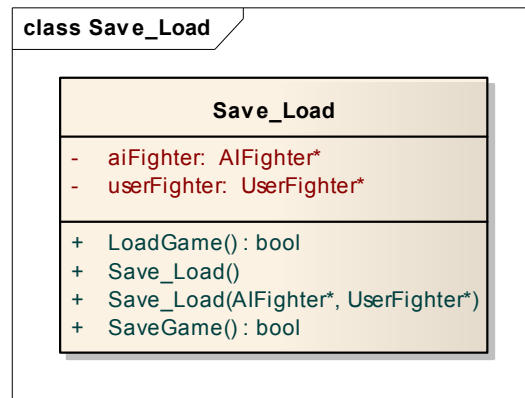 class Save_Load
Save_Load
- aiFighter: AIFighter*
- userFighter: UserFighter*
+ LoadGame() : bool
+ Save_Load()
+ Save_Load(AIFighter*, UserFighter*)
+ SaveGame() : bool